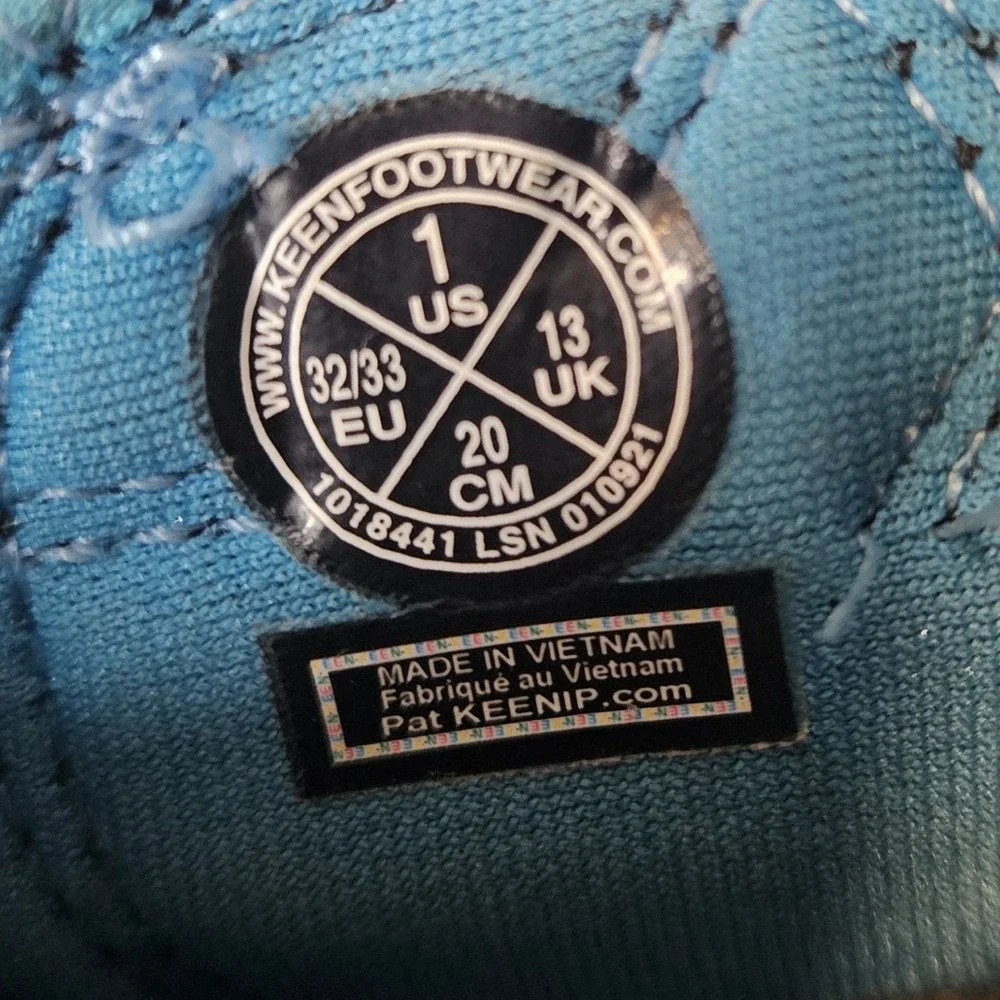 WWW.KEENFOOTWEAR.COM
1
US
32/33
EU
13
UK
20
CM
1018441 LSN 010921
MADE IN VIETNAM
Fabriqué au Vietnam
Pat KEENIP.com